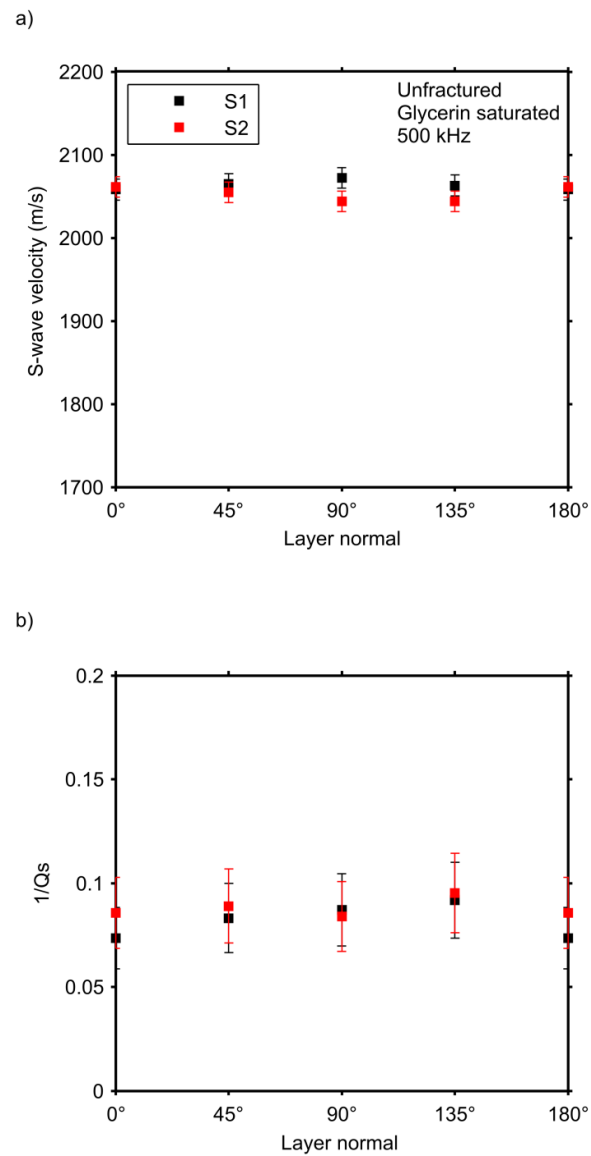 a)
2200
2100
2000
1900
1800
1700
S-wave velocity (m/s)
S1
S2
Unfractured
Glycerin saturated
500 kHz
0° 45° 90° 135° 180°
Layer normal
b)
0.2
0.15
0.1
0.05
0
1/Qs
0° 45° 90° 135° 180°
Layer normal